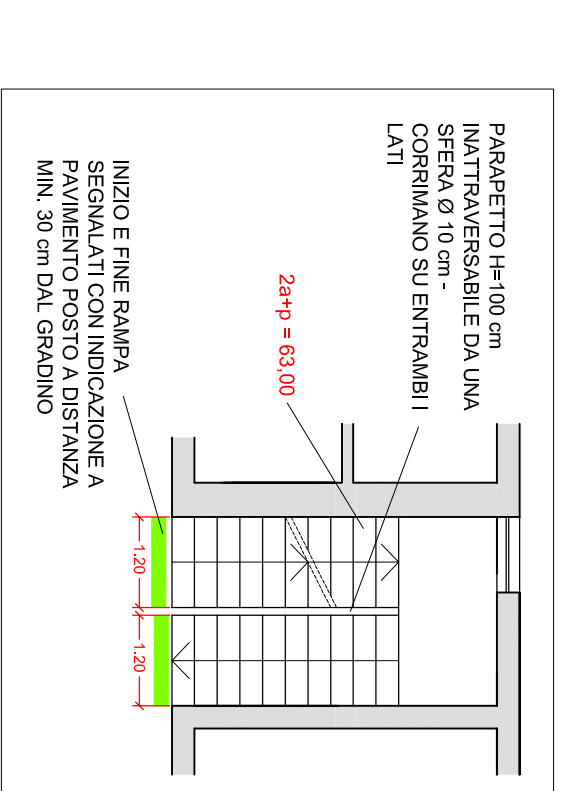 PARAPETTO H=100 cm
INATTRAVERSABILE DA UNA
SFERA Ø 10 cm -
CORRIMANO SU ENTRAMBI I
LATI
2a+p = 63,00
INIZIO E FINE RAMPA
SEGNALATI CON INDICAZIONE A
PAVIMENTO POSTO A DISTANZA
MIN. 30 cm DAL GRADINO
1.20
1.20